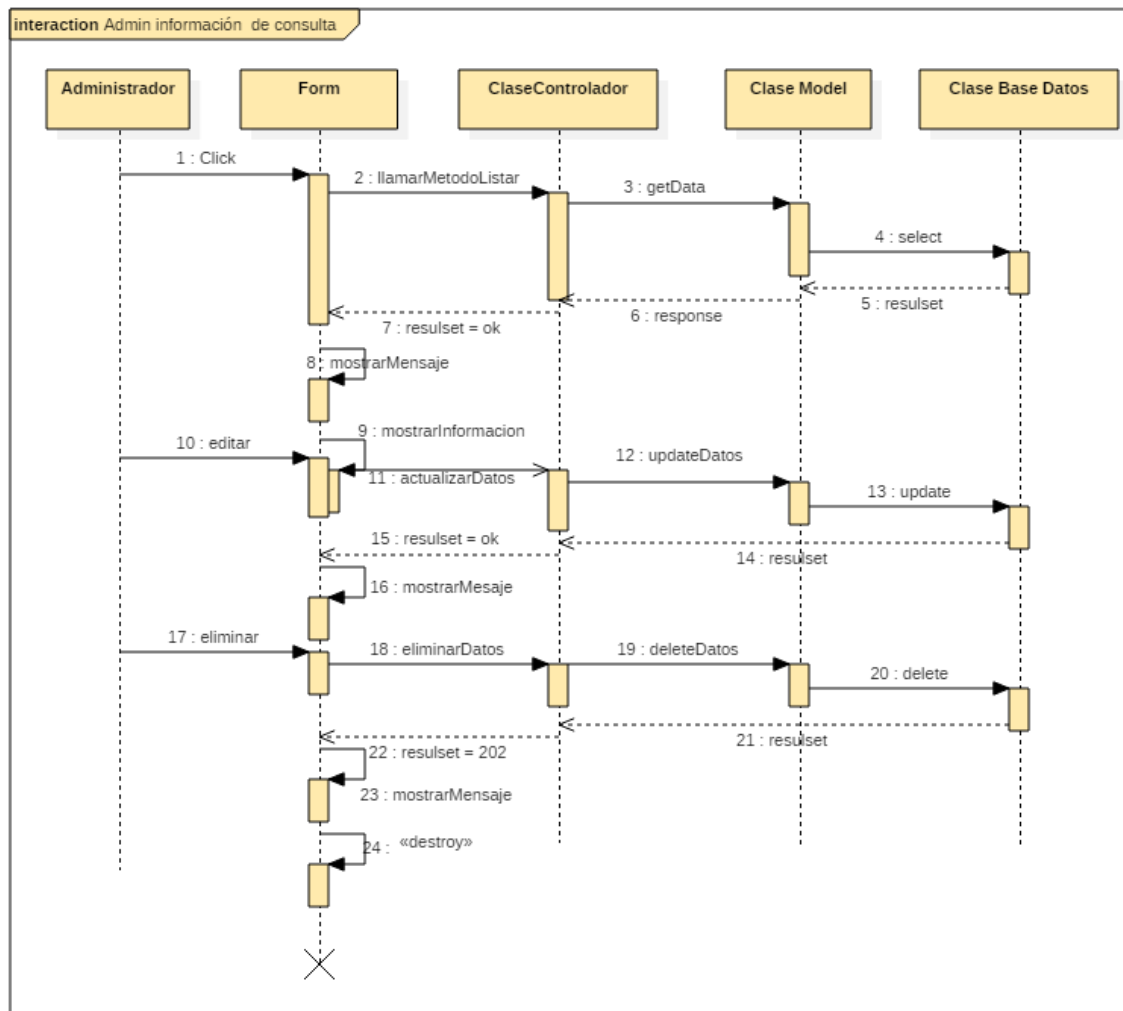 interaction Admin información de consulta
Administrador
Form
ClaseControlador
Clase Model
Clase Base Datos
1 : Click
2 : llamarMetodoListar
3 : getData
4 : select
5 : resulset
6 : response
7 : resulset = ok
8 : mostrarMensaje
9 : mostrarInformacion
10 : editar
11 : actualizarDatos
12 : updateDatos
13 : update
14 : resulset
15 : resulset = ok
16 : mostrarMesaje
17 : eliminar
18 : eliminarDatos
19 : deleteDatos
20 : delete
21 : resulset
22 : resulset = 202
23 : mostrarMensaje
24 : «destroy»